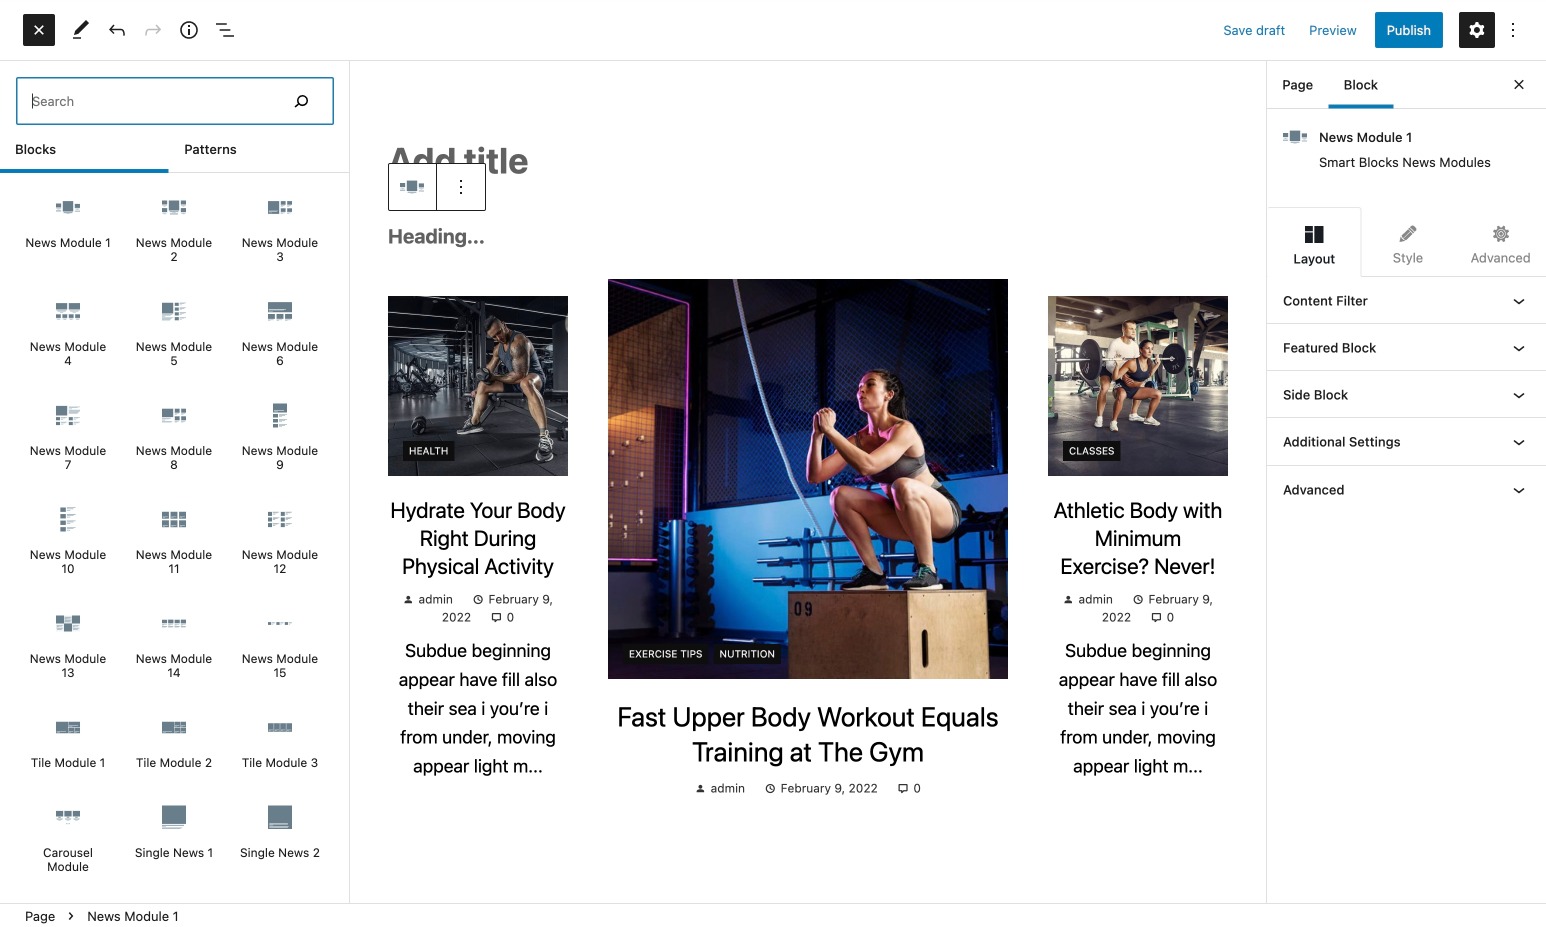 Save draft
Preview
Publish
Search
Blocks
Patterns
News Module 1
News Module
2
News Module
3
News Module
4
News Module
5
News Module
6
News Module
7
News Module
8
News Module
9
News Module
10
News Module
11
News Module
12
News Module
13
News Module
14
News Module
15
Tile Module 1
Tile Module 2
Tile Module 3
Carousel
Module
Single News 1
Single News 2
Add title
Heading...
HEALTH
Hydrate Your Body
Right During
Physical Activity
admin February 9,
2022 0
Subdue beginning
appear have fill also
their sea i you’re i
from under, moving
appear light m...
09
EXERCISE TIPS NUTRITION
Fast Upper Body Workout Equals
Training at The Gym
admin February 9, 2022 0
CLASSES
Athletic Body with
Minimum
Exercise? Never!
admin February 9,
2022 0
Subdue beginning
appear have fill also
their sea i you’re i
from under, moving
appear light m...
Page
Block
News Module 1
Smart Blocks News Modules
Layout
Style
Advanced
Content Filter
Featured Block
Side Block
Additional Settings
Advanced
Page > News Module 1